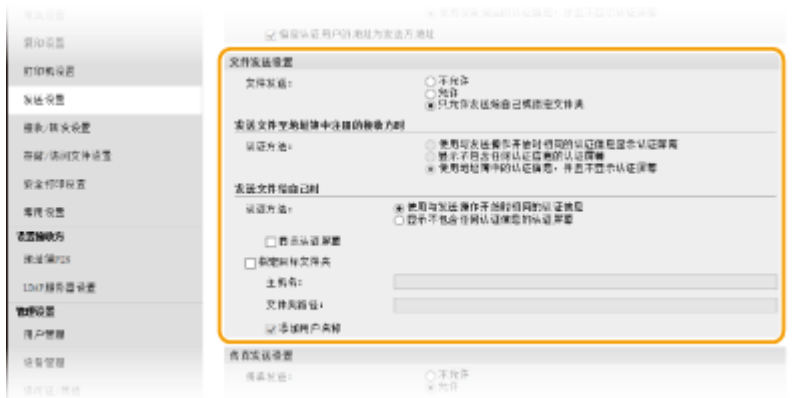 复印设置
打印机设置
发送设置
接收/转发设置
存储/访问文件设置
安全打印设置
专用设置
设置接收方
地址簿PIN
LDAP服务器设置
管理设置
用户管理
设备管理
许可证/其他
指定认证用户的地址为发送方地址
文件发送设置
文件发送:
不允许
允许
只允许发送给自己或质密文件夹
发送文件至地址簿中注册的接收方时
认证方法:
使用与发送操作开始时相同的认证信息显示认证屏幕
显示不包含任何认证信息的认证屏幕
使用地址簿中的认证信息，并且不显示认证屏幕
发送文件给自己时
认证方法:
使用与发送操作开始时相同的认证信息
显示不包含任何认证信息的认证屏幕
显示认证屏幕
指定目标文件夹
主机名:
文件夹路径:
添加用户名称
传真发送设置
传真发送:
不允许
允许